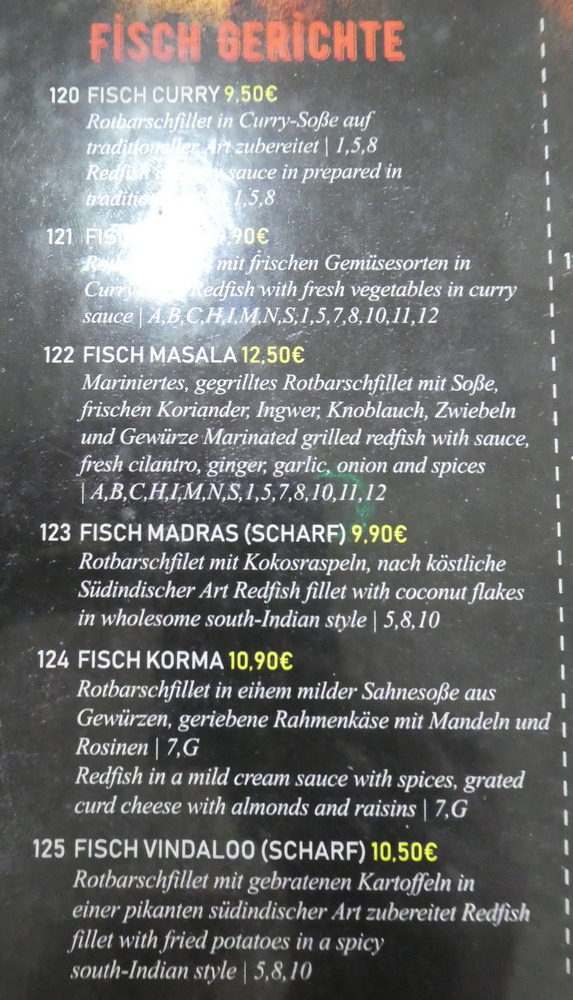 FISCH GERICHTE
120 FISCH CURRY 9,50€
Rotbarschfillet in Curry-Soße auf
traditioneller Art zubereitet | 1,5,8
Redfish sauce in prepared in
1,5,8
121 ,90€
mit frischen Gemüsesorten in
Curry Redfish with fresh vegetables in curry
sauce | A,B,C,H,I,M,N,S,1,5,7,8,10,11,12
122 FISCH MASALA 12,50€
Mariniertes, gegrilltes Rotbarschfillet mit Soße,
frischen Koriander, Ingwer, Knoblauch, Zwiebeln
und Gewürze Marinated grilled redfish with sauce,
fresh cilantro, ginger, garlic, onion and spices
| A,B,C,H,I,M,N,S,1,5,7,8,10,11,12
123 FISCH MADRAS (SCHARF) 9,90€
Rotbarschfilet mit Kokosraspeln, nach köstliche
Südindischer Art Redfish fillet with coconut flakes
in wholesome south-Indian style | 5,8,10
124 FISCH KORMA 10,90€
Rotbarschfillet in einem milder Sahnesoße aus
Gewürzen, geriebene Rahmenkäse mit Mandeln und
Rosinen | 7,G
Redfish in a mild cream sauce with spices, grated
curd cheese with almonds and raisins | 7,G
125 FISCH VINDALOO (SCHARF) 10,50€
Rotbarschfillet mit gebratenen Kartoffeln in
einer pikanten südindischer Art zubereitet Redfish
fillet with fried potatoes in a spicy
south-Indian style | 5,8,10